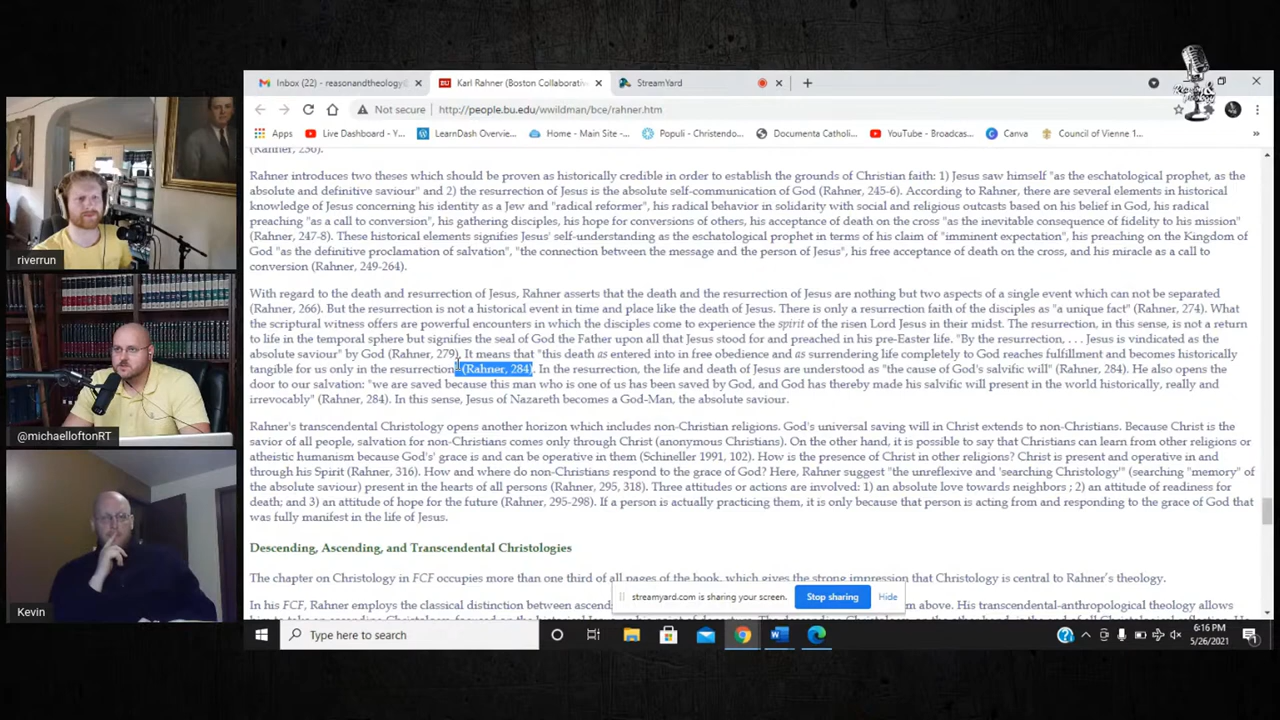 Inbox (22) - reasonandtheology@
Karl Rahner (Boston Collaborativ
StreamYard
Not secure
http://people.bu.edu/wwildman/bce/rahner.htm
Apps
Live Dashboard - Y...
LearnDash Overvie...
Home - Main Site -...
Populi - Christendo...
Documenta Catholi...
YouTube - Broadcas...
Canva
Council of Vienne 1...
Rahner introduces two theses which should be proven as historically credible in order to establish the grounds of Christian faith: 1) Jesus saw himself "as the eschatological prophet, as the
absolute and definitive saviour" and 2) the resurrection of Jesus is the absolute self-communication of God (Rahner, 245-6). According to Rahner, there are several elements in historical
knowledge of Jesus concerning his identity as a Jew and "radical reformer", his radical behavior in solidarity with social and religious outcasts based on his belief in God, his radical
preaching "as a call to conversion", his gathering disciples, his hope for conversions of others, his acceptance of death on the cross "as the inevitable consequence of fidelity to his mission"
(Rahner, 247-8). These historical elements signifies Jesus' self-understanding as the eschatological prophet in terms of his claim of "imminent expectation", his preaching on the Kingdom of
God "as the definitive proclamation of salvation", "the connection between the message and the person of Jesus", his free acceptance of death on the cross, and his miracle as a call to
conversion (Rahner, 249-264).
With regard to the death and resurrection of Jesus, Rahner asserts that the death and the resurrection of Jesus are nothing but two aspects of a single event which can not be separated
(Rahner, 266). But the resurrection is not a historical event in time and place like the death of Jesus. There is only a resurrection faith of the disciples as "a unique fact" (Rahner, 274). What
the scriptural witness offers are powerful encounters in which the disciples come to experience the spirit of the risen Lord Jesus in their midst. The resurrection, in this sense, is not a return
to life in the temporal sphere but signifies the seal of God the Father upon all that Jesus stood for and preached in his pre-Easter life. "By the resurrection, . . . Jesus is vindicated as the
absolute saviour" by God (Rahner, 279). It means that "this death as entered into in free obedience and as surrendering life completely to God reaches fulfillment and becomes historically
tangible for us only in the resurrection" (Rahner, 284). In the resurrection, the life and death of Jesus are understood as "the cause of God's salvific will" (Rahner, 284). He also opens the
door to our salvation: "we are saved because this man who is one of us has been saved by God, and God has thereby made his salvific will present in the world historically, really and
irrevocably" (Rahner, 284). In this sense, Jesus of Nazareth becomes a God-Man, the absolute saviour.
Rahner's transcendental Christology opens another horizon which includes non-Christian religions. God's universal saving will in Christ extends to non-Christians. Because Christ is the
savior of all people, salvation for non-Christians comes only through Christ (anonymous Christians). On the other hand, it is possible to say that Christians can learn from other religions or
atheistic humanism because God's' grace is and can be operative in them (Schineller 1991, 102). How is the presence of Christ in other religions? Christ is present and operative in and
through his Spirit (Rahner, 316). How and where do non-Christians respond to the grace of God? Here, Rahner suggest "the unreflexive and 'searching Christology'" (searching "memory" of
the absolute saviour) present in the hearts of all persons (Rahner, 295, 318). Three attitudes or actions are involved: 1) an absolute love towards neighbors ; 2) an attitude of readiness for
death; and 3) an attitude of hope for the future (Rahner, 295-298). If a person is actually practicing them, it is only because that person is acting from and responding to the grace of God that
was fully manifest in the life of Jesus.
Descending, Ascending, and Transcendental Christologies
The chapter on Christology in FCF occupies more than one third of all pages of the book, which gives the strong impression that Christology is central to Rahner's theology.
In his FCF, Rahner employs the classical distinction between ascend
m above. His transcendental-anthropological theology allows
streamyard.com is sharing your screen.
Stop sharing
Hide
Type here to search
6:16 PM
5/26/2021
riverrun
@michaelloftonRT
Kevin